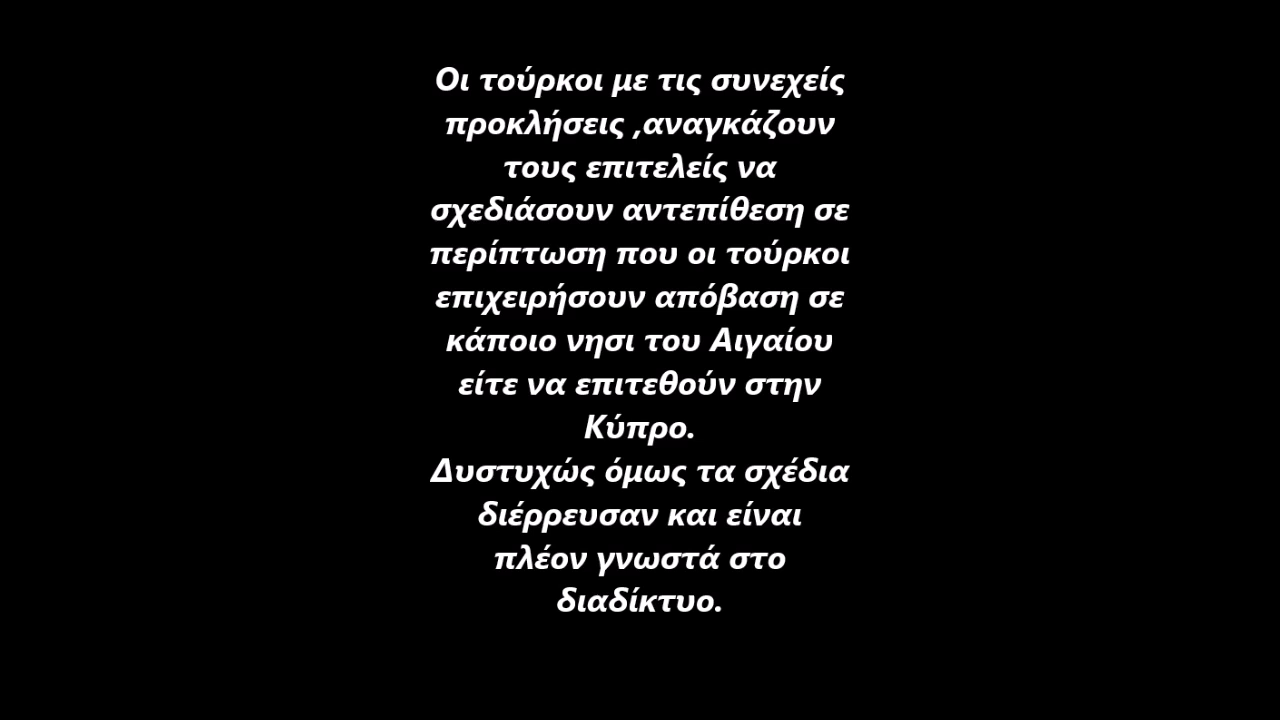 Οι τούρκοι με τις συνεχείς
προκλήσεις ,αναγκάζουν
τους επιτελείς να
σχεδιάσουν αντεπίθεση σε
περίπτωση που οι τούρκοι
επιχειρήσουν απόβαση σε
κάποιο νησι του Αιγαίου
είτε να επιτεθούν στην
Κύπρο.
Δυστυχώς όμως τα σχέδια
διέρρευσαν και είναι
πλέον γνωστά στο
διαδίκτυο.